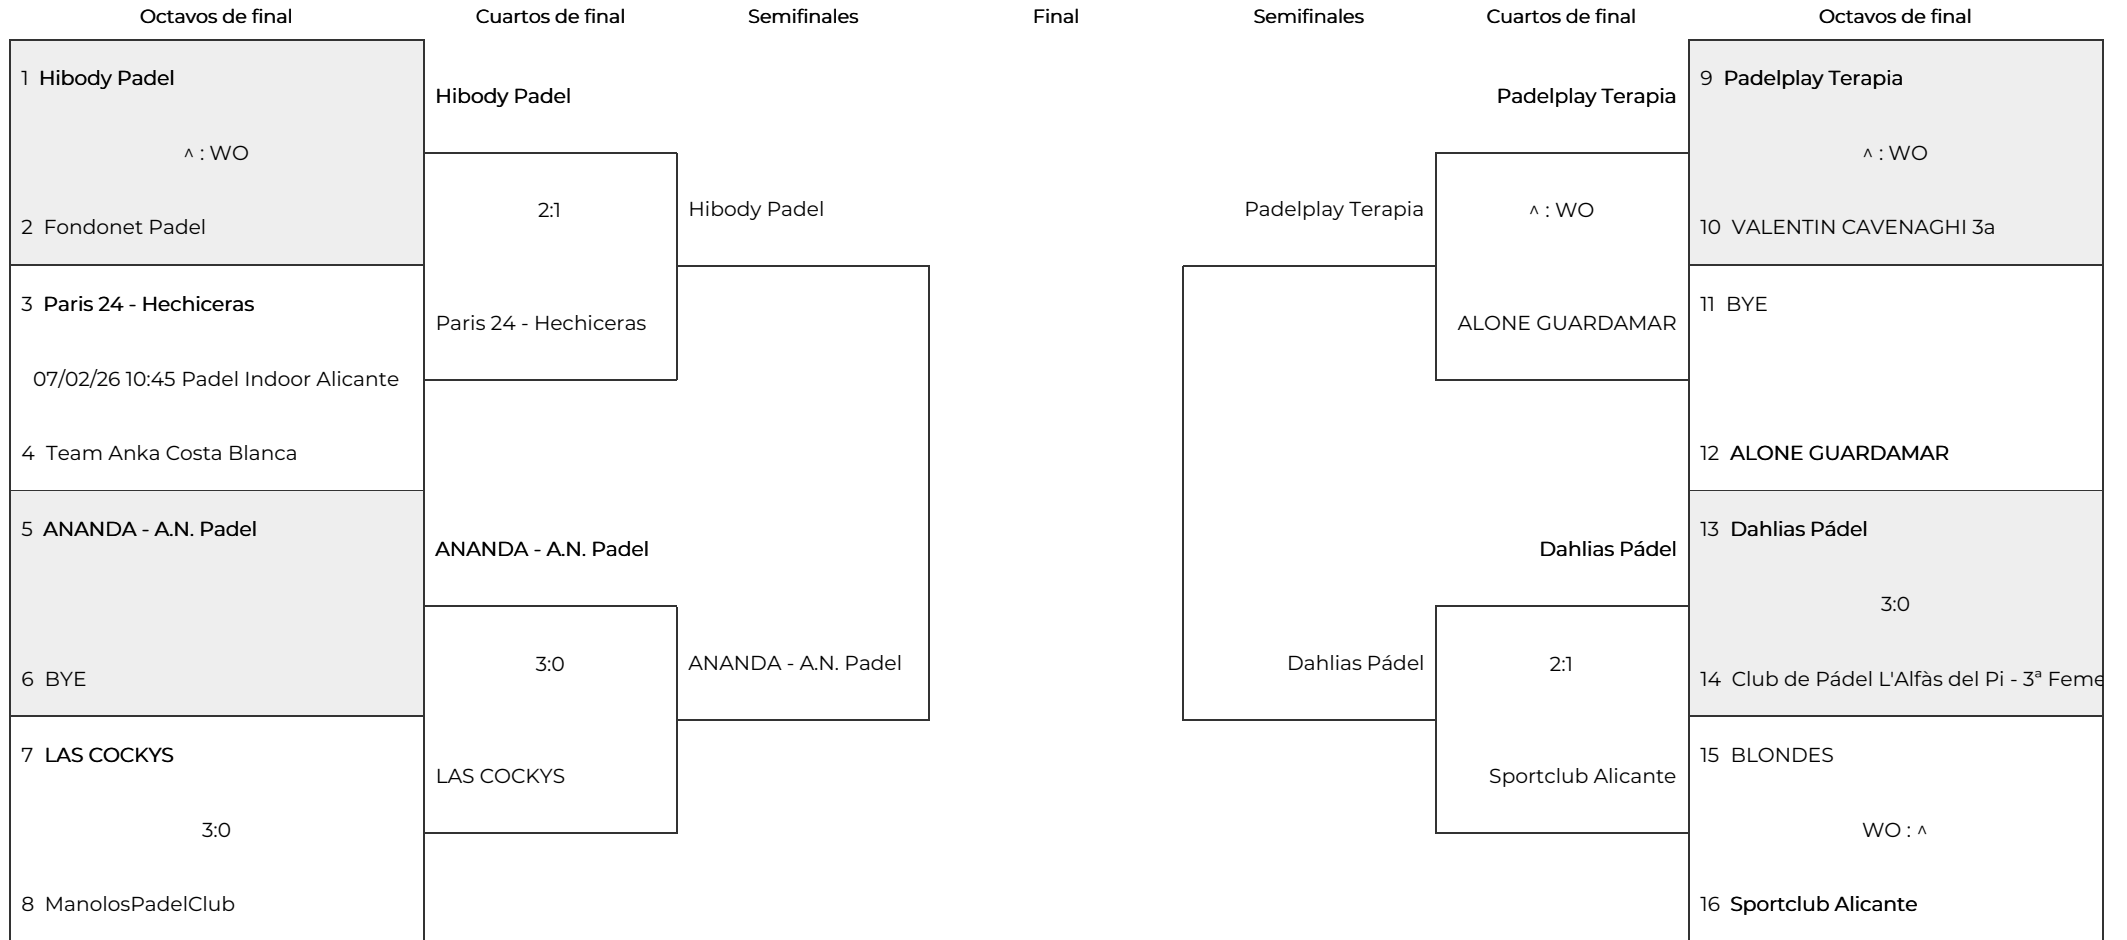 Octavos de final
Cuartos de final
Semifinales
Final
Semifinales
Cuartos de final
Octavos de final
1 Hibody Padel
^ : WO
2 Fondonet Padel
3 Paris 24 - Hechiceras
07/02/26 10:45 Padel Indoor Alicante
4 Team Anka Costa Blanca
5 ANANDA - A.N. Padel
6 BYE
7 LAS COCKYS
3:0
8 ManolosPadelClub
Hibody Padel
2:1
Paris 24 - Hechiceras
ANANDA - A.N. Padel
3:0
LAS COCKYS
Hibody Padel
ANANDA - A.N. Padel
Padelplay Terapia
Dahlias Pádel
Padelplay Terapia
^ : WO
ALONE GUARDAMAR
Dahlias Pádel
2:1
Sportclub Alicante
9 Padelplay Terapia
^ : WO
10 VALENTIN CAVENAGHI 3a
11 BYE
12 ALONE GUARDAMAR
13 Dahlias Pádel
3:0
14 Club de Pádel L'Alfàs del Pi - 3ª Feme
15 BLONDES
WO : ^
16 Sportclub Alicante